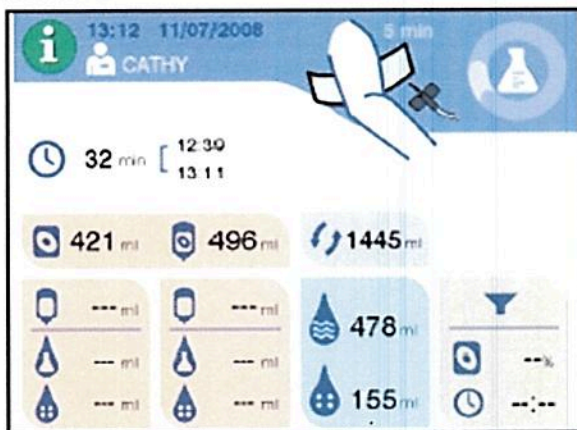 i 13:12 11/07/2008 5 min
CATHY
32 min [ 12:39
13:11
421 ml 496 ml 1445 ml
--- ml --- ml 478 ml
--- ml --- ml --%
--- ml --- ml 155 ml --:--